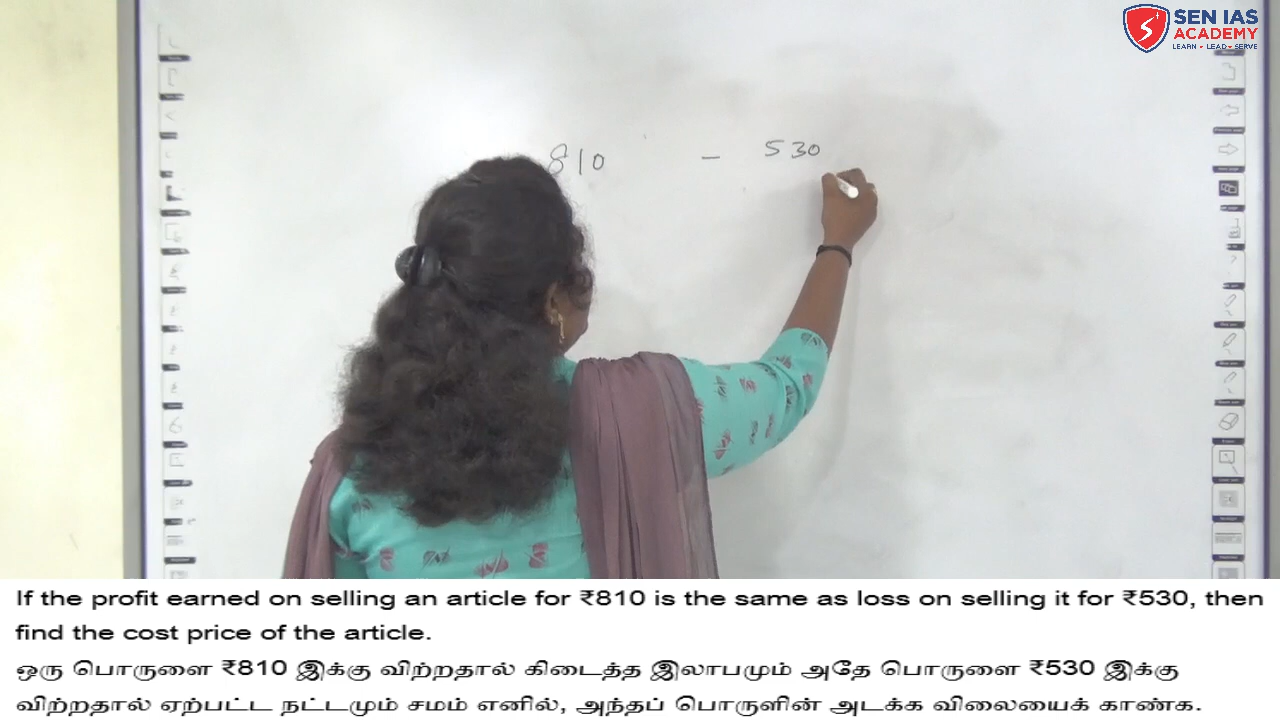 SEN IAS
ACADEMY
LEARN • LEAD • SERVE
810 – 530
If the profit earned on selling an article for ₹810 is the same as loss on selling it for ₹530, then
find the cost price of the article.
ஒரு பொருளை ₹810 இக்கு விற்றதால் கிடைத்த இலாபமும் அதே பொருளை ₹530 இக்கு
விற்றதால் ஏற்பட்ட நட்டமும் சமம் எனில், அந்தப் பொருளின் அடக்க விலையைக் காண்க.